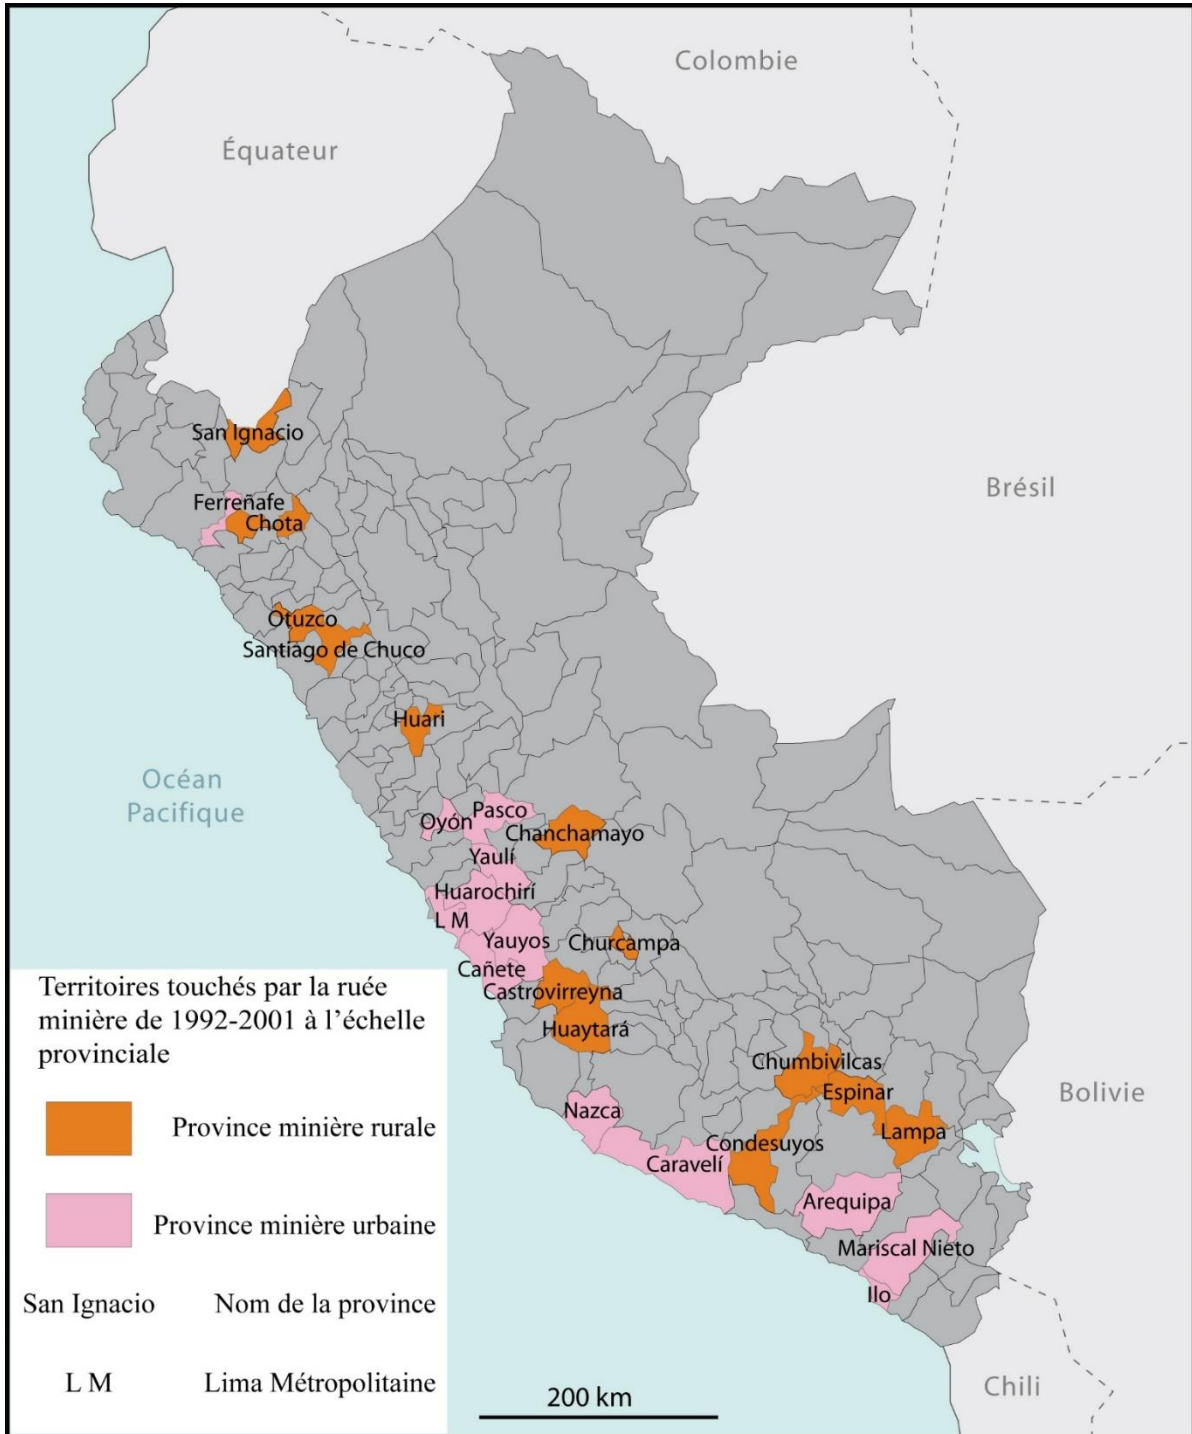 Colombie
Équateur
Brésil
San Ignacio
Ferreñafe
Chota
Otuzco
Santiago de Chuco
Huari
Océan
Pacifique
Pasco
Oyón
Chanchamayo
Yaulí
Huarochirí
L M
Yauyos
Churcampa
Cañete
Castrovirreyna
Huaytará
Chumbivilcas
Espinar
Bolivie
Nazca
Lampa
Condesuyos
Caravelí
Arequipa
Mariscal Nieto
Ilo
Chili
200 km
Territoires touchés par la ruée
minière de 1992-2001 à l’échelle
provinciale
Province minière rurale
Province minière urbaine
San Ignacio Nom de la province
L M Lima Métropolitaine